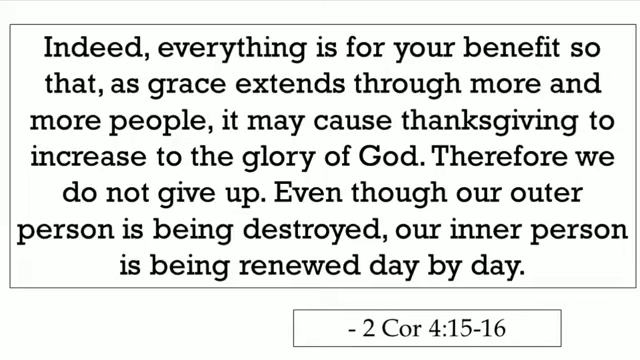 Indeed, everything is for your benefit so
that, as grace extends through more and
more people, it may cause thanksgiving to
increase to the glory of God. Therefore we
do not give up. Even though our outer
person is being destroyed, our inner person
is being renewed day by day.
- 2 Cor 4:15-16